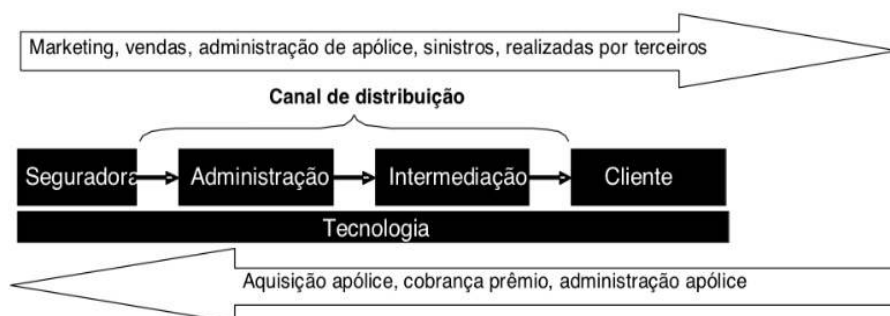 Marketing, vendas, administração de apólice, sinistros, realizadas por terceiros
Canal de distribuição
Seguradora Administração Intermediação Cliente
Tecnologia
Aquisição apólice, cobrança prêmio, administração apólice